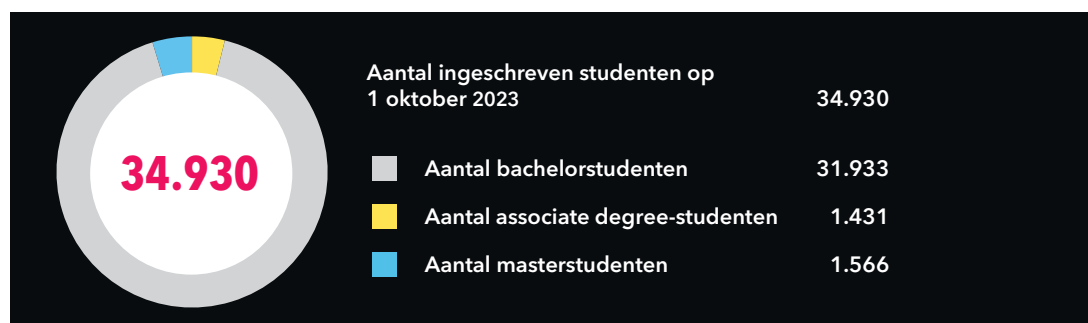 34.930
Aantal ingeschreven studenten op
1 oktober 2023 34.930
Aantal bachelorstudenten 31.933
Aantal associate degree-studenten 1.431
Aantal masterstudenten 1.566